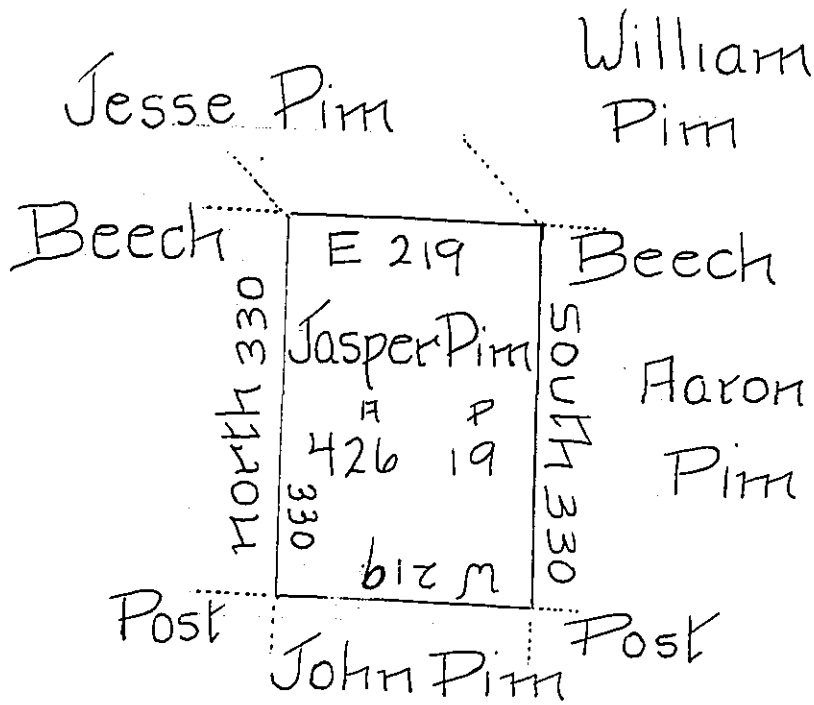 William
Pim
Jesse Pim
Beech
E 219
Beech
North 330
Jasper Pim
South 330
Aaron
Pim
A P
426 19
330
W 219
Post
Post
John Pim